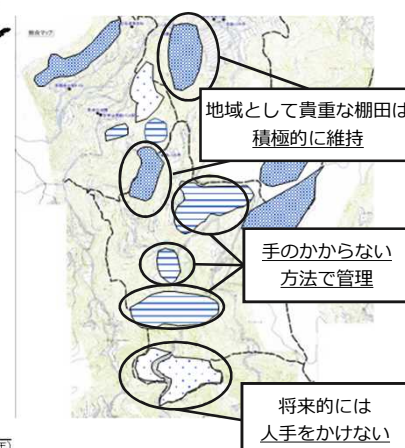 地域として貴重な棚田は
積極的に維持
手のかからない
方法で管理
将来的には
人手をかけない